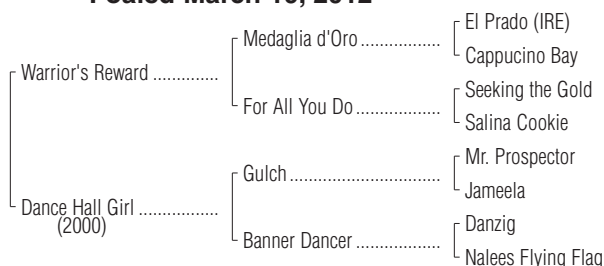 Foaled March 10, 2012
El Prado (IRE)
Medaglia d'Oro
Cappucino Bay
Warrior's Reward
Seeking the Gold
For All You Do
Salina Cookie
Mr. Prospector
Gulch
Jameela
Dance Hall Girl
(2000)
Danzig
Banner Dancer
Nalees Flying Flag